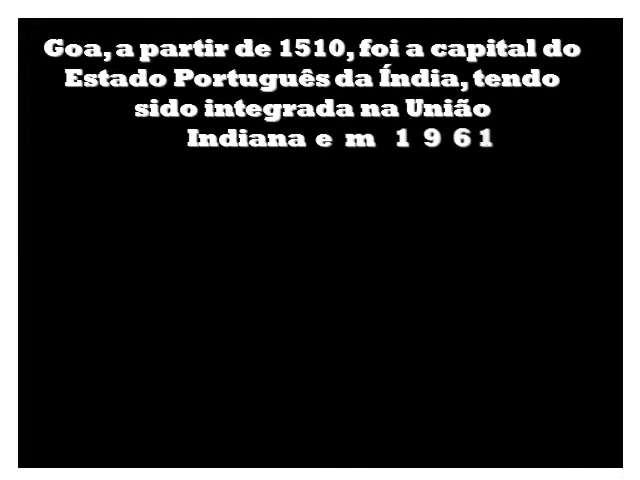 Goa, a partir de 1510, foi a capital do
Estado Português da Índia, tendo
sido integrada na União
Indiana e m 1 9 6 1